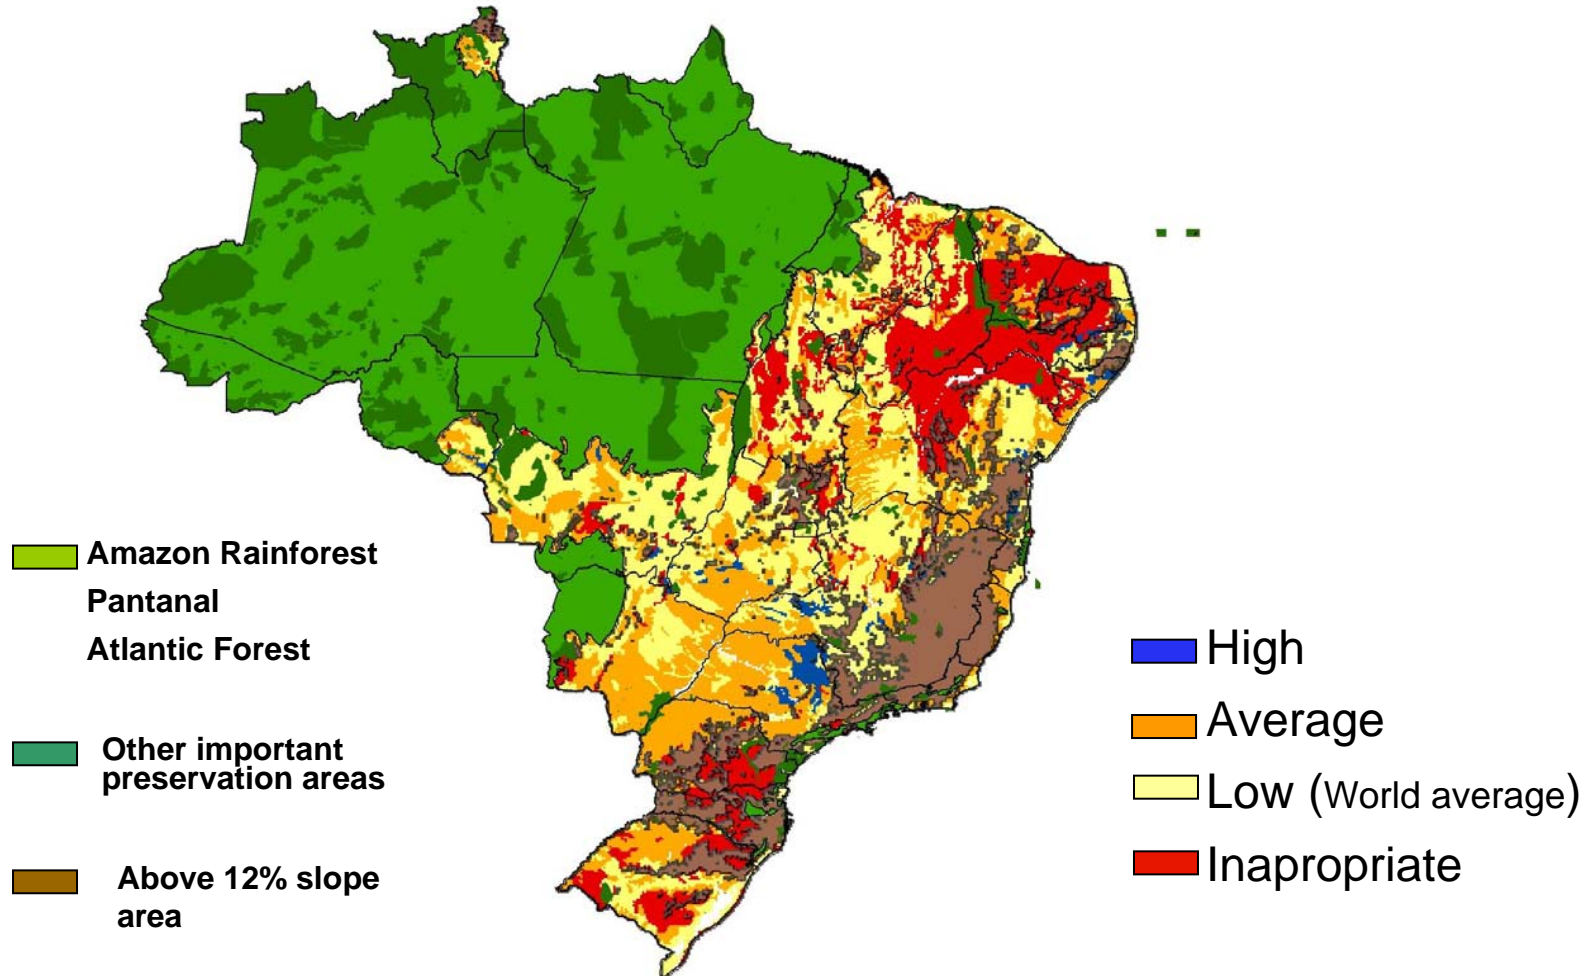 Amazon Rainforest
Pantanal
Atlantic Forest
Other important
preservation areas
Above 12% slope
area
High
Average
Low (World average)
Inapropriate